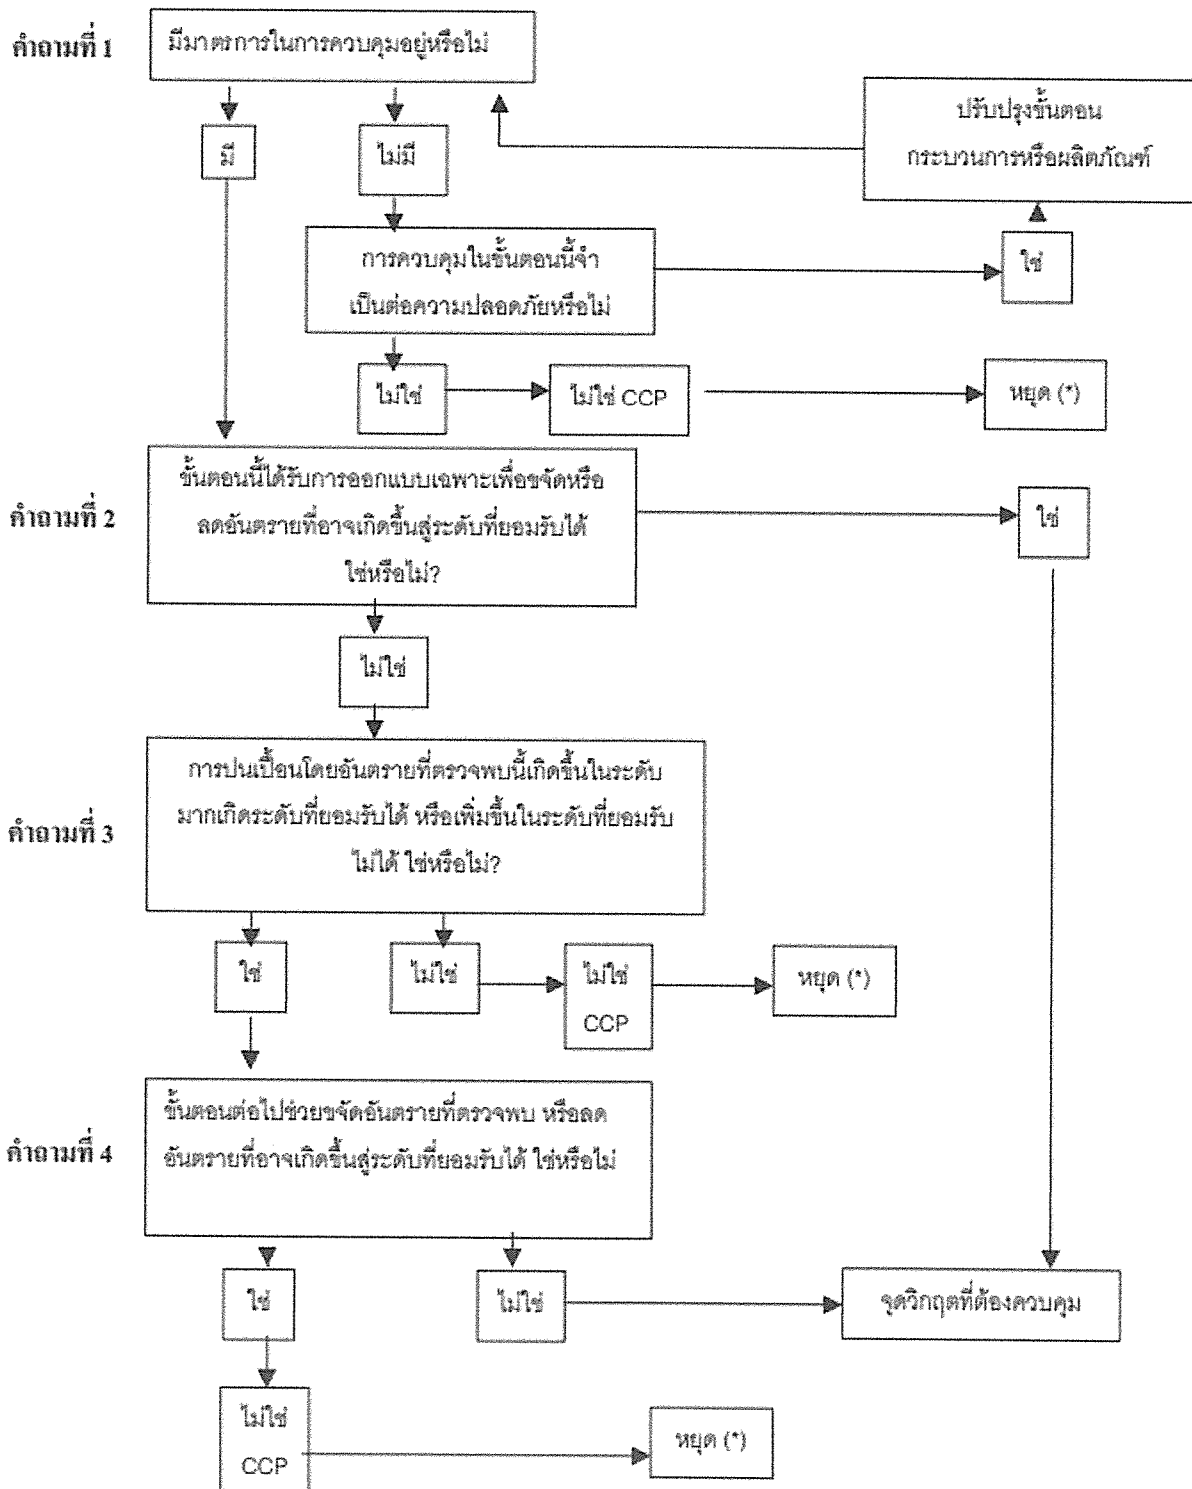 คำถามที่ 1
มีมาตรการในการควบคุมอยู่หรือไม่
ปรับปรุงขั้นตอน
กระบวนการหรือผลิตภัณฑ์
มี
ไม่มี
การควบคุมในขั้นตอนนี้จำ
เป็นต่อความปลอดภัยหรือไม่
ใช่
ไม่ใช่
ไม่ใช่ CCP
หยุด (*)
คำถามที่ 2
ขั้นตอนนี้ได้รับการออกแบบเฉพาะเพื่อขจัดหรือ
ลดอันตรายที่อาจเกิดขึ้นสู่ระดับที่ยอมรับได้
ใช่หรือไม่?
ใช่
ไม่ใช่
คำถามที่ 3
การปนเปื้อนโดยอันตรายที่ตรวจพบนี้เกิดขึ้นในระดับ
มากเกิดระดับที่ยอมรับได้ หรือเพิ่มขึ้นในระดับที่ยอมรับ
ไม่ได้ ใช่หรือไม่?
ใช่
ไม่ใช่
ไม่ใช่
CCP
หยุด (*)
คำถามที่ 4
ขั้นตอนต่อไปช่วยขจัดอันตรายที่ตรวจพบ หรือลด
อันตรายที่อาจเกิดขึ้นสู่ระดับที่ยอมรับได้ ใช่หรือไม่
ใช่
ไม่ใช่
จุดวิกฤตที่ต้องควบคุม
ไม่ใช่
CCP
หยุด (*)